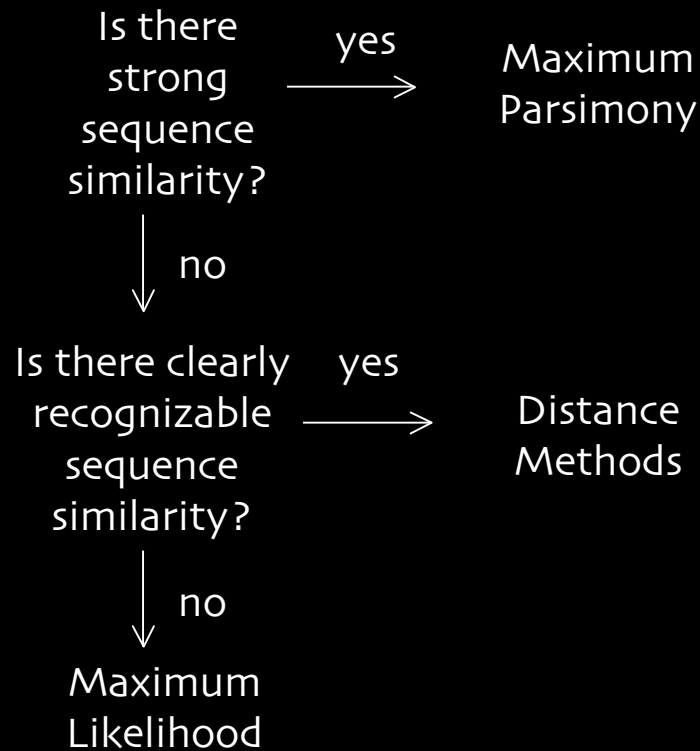 Is there
strong
sequence
similarity?
yes
Maximum
Parsimony
no
Is there clearly
recognizable
sequence
similarity?
yes
Distance
Methods
no
Maximum
Likelihood